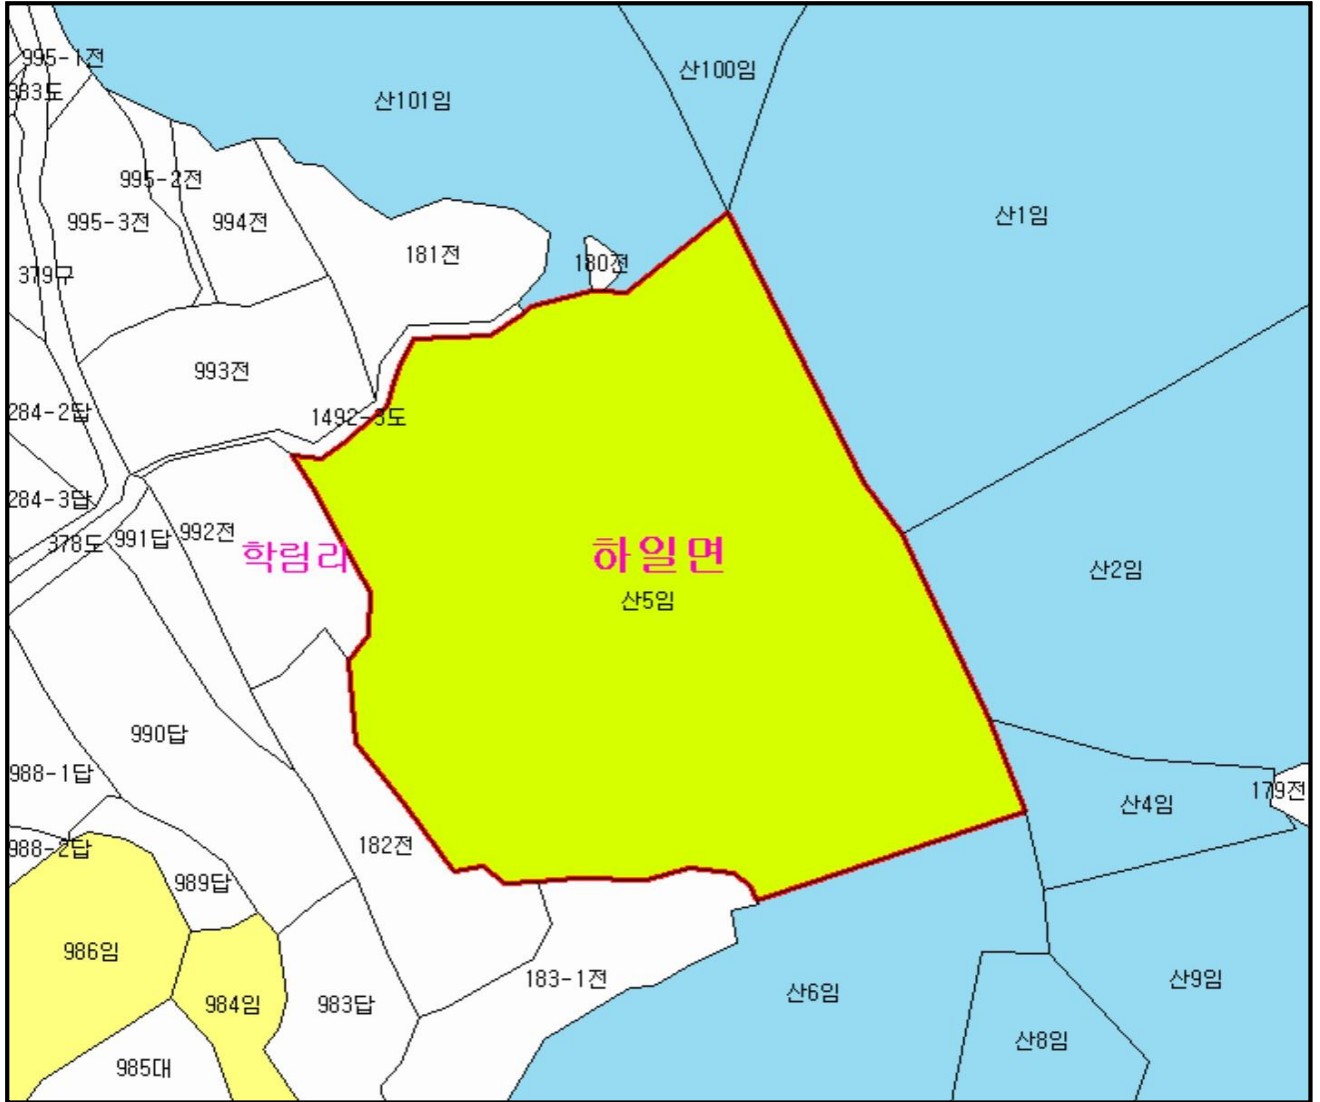 995-1전
383도
산101임
산100임
995-2전
995-3전
994전
산1임
181전
180전
379구
993전
284-2답
1492-3도
284-3답
378도
991답
992전
학림리
하일면
산5임
산2임
990답
988-1답
179전
산4임
988-2답
182전
989답
986임
984임
983답
183-1전
산6임
산9임
산8임
985대